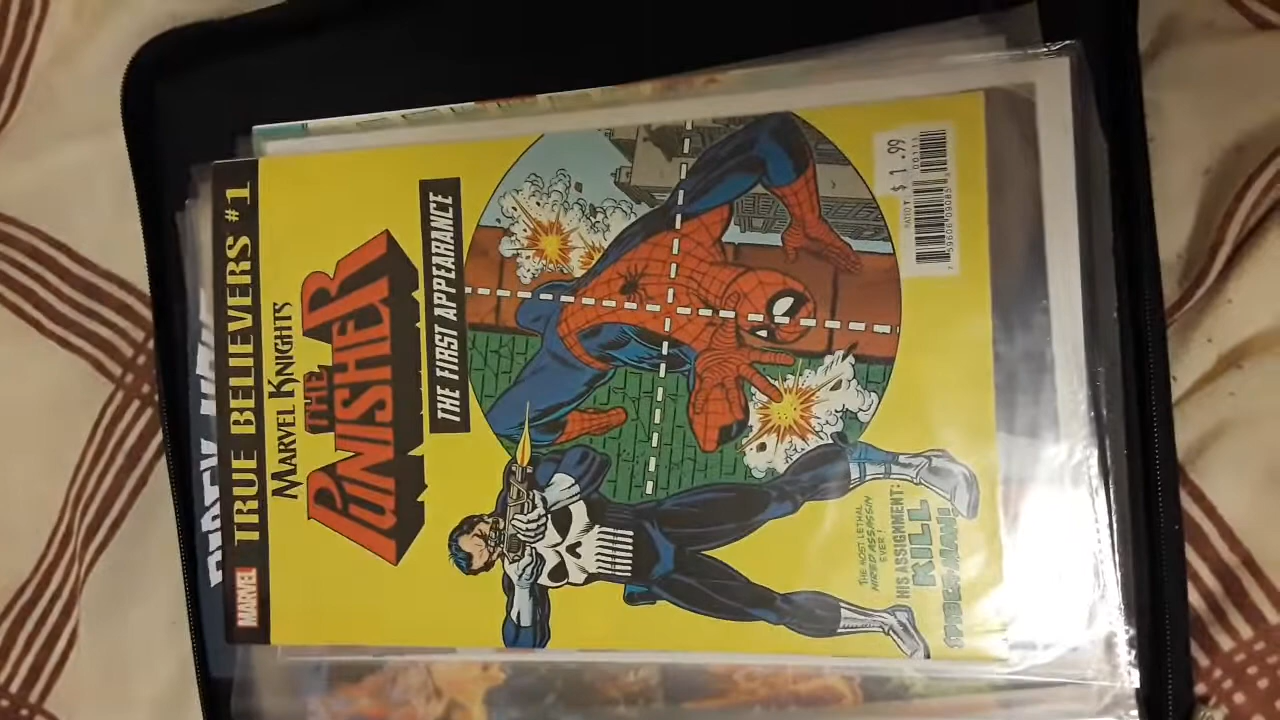 TRUE BELIEVERS #1
MARVEL
MARVEL KNIGHTS
THE
PUNISHER
THE FIRST APPEARANCE
THE MOST LETHAL
HIRED ASSASSIN
EVER!
HIS ASSIGNMENT:
KILL
SPIDER-MAN!
$1.99